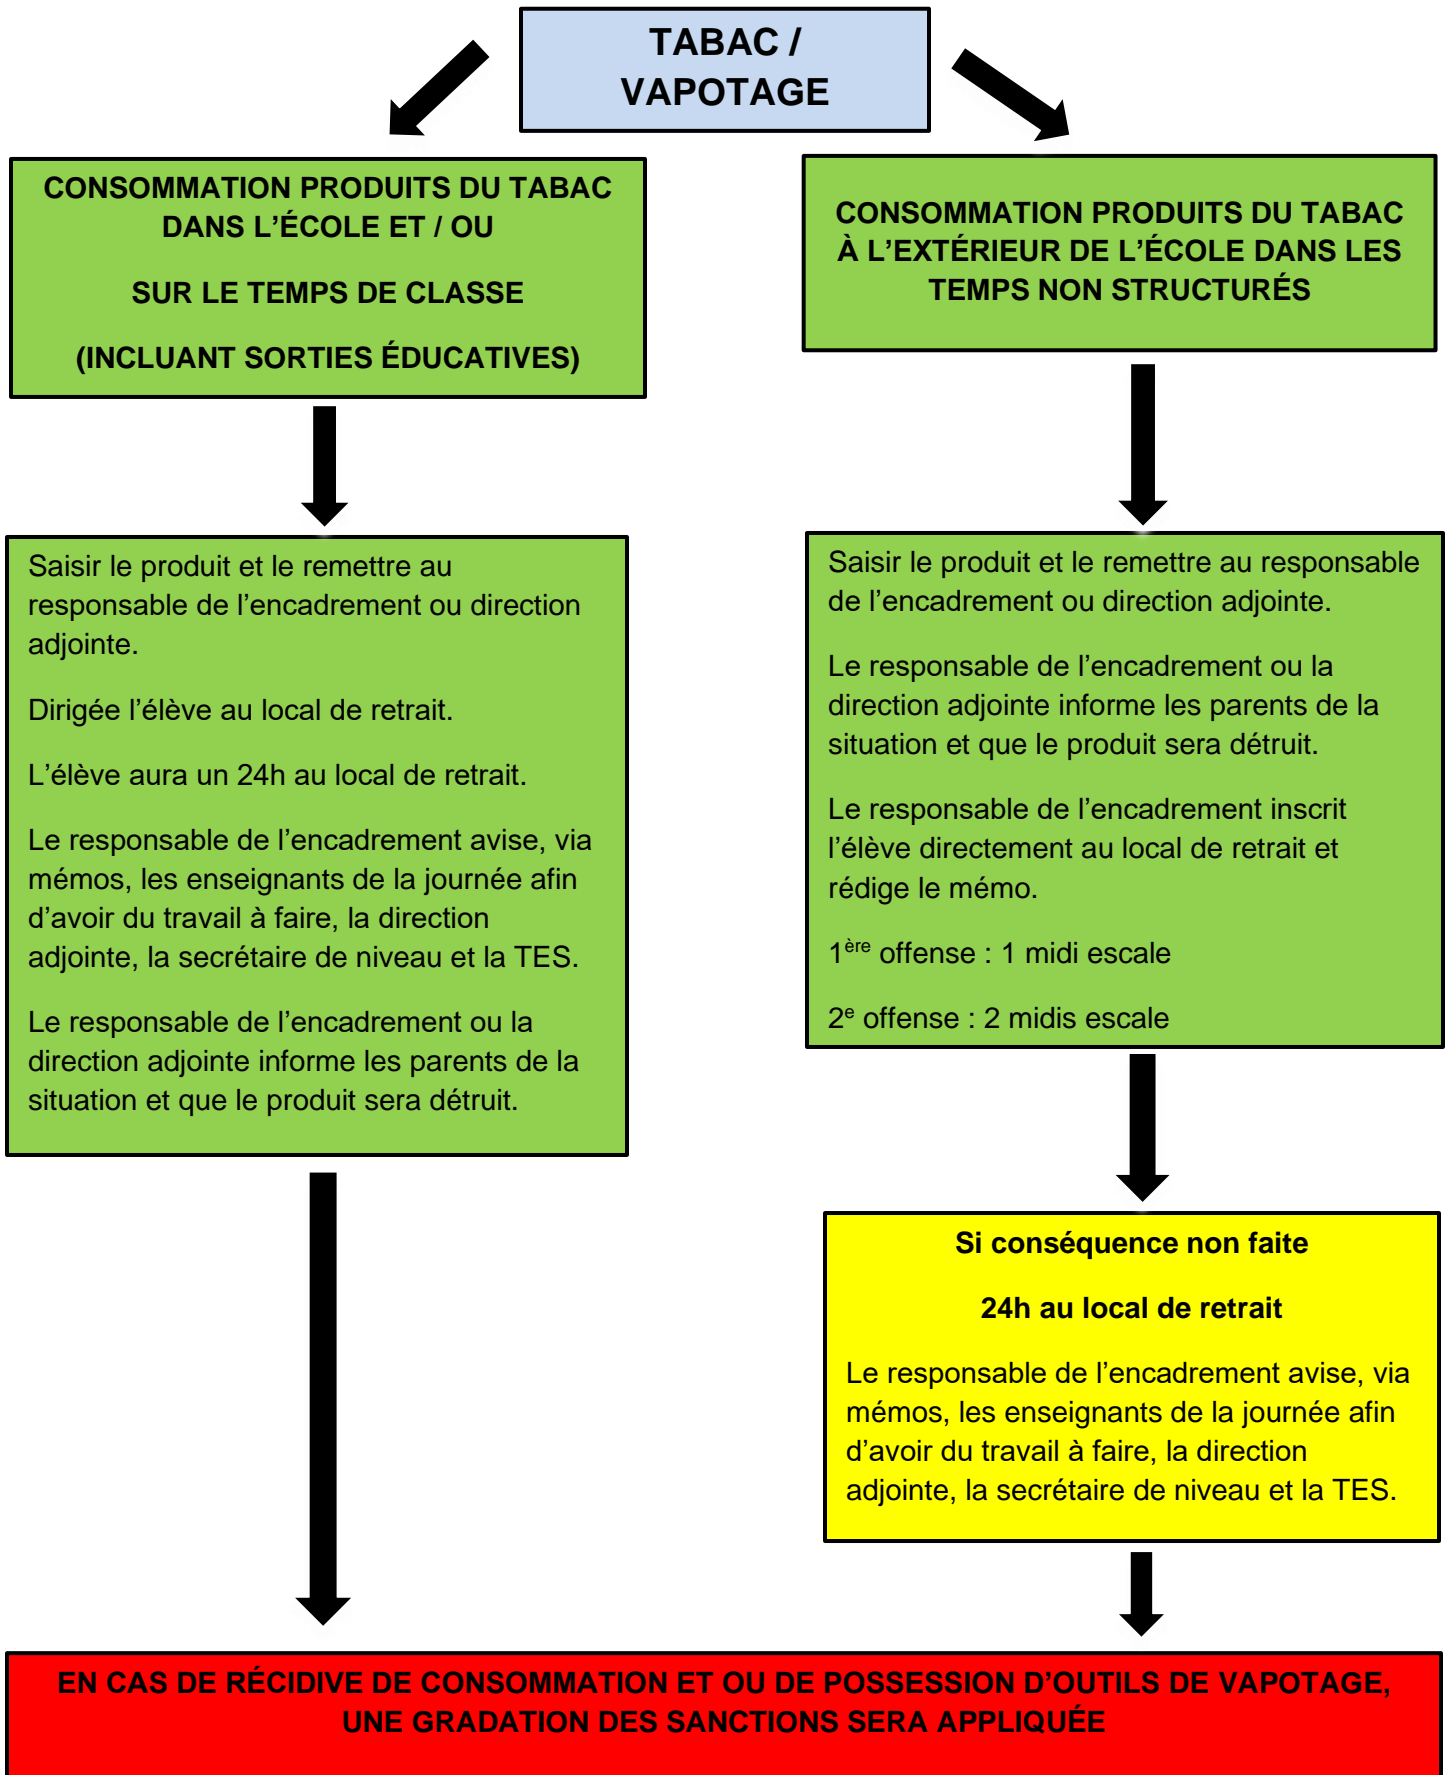 TABAC /
VAPOTAGE
CONSOMMATION PRODUITS DU TABAC
DANS L’ÉCOLE ET / OU
SUR LE TEMPS DE CLASSE
(INCLUANT SORTIES ÉDUCATIVES)
CONSOMMATION PRODUITS DU TABAC
À L’EXTÉRIEUR DE L’ÉCOLE DANS LES
TEMPS NON STRUCTURÉS
Saisir le produit et le remettre au
responsable de l’encadrement ou direction
adjointe.
Dirigée l’élève au local de retrait.
L’élève aura un 24h au local de retrait.
Le responsable de l’encadrement avise, via
mémos, les enseignants de la journée afin
d’avoir du travail à faire, la direction
adjointe, la secrétaire de niveau et la TES.
Le responsable de l’encadrement ou la
direction adjointe informe les parents de la
situation et que le produit sera détruit.
Saisir le produit et le remettre au responsable
de l’encadrement ou direction adjointe.
Le responsable de l’encadrement ou la
direction adjointe informe les parents de la
situation et que le produit sera détruit.
Le responsable de l’encadrement inscrit
l’élève directement au local de retrait et
rédige le mémo.
1ère offense : 1 midi escale
2e offense : 2 midis escale
Si conséquence non faite
24h au local de retrait
Le responsable de l’encadrement avise, via
mémos, les enseignants de la journée afin
d’avoir du travail à faire, la direction
adjointe, la secrétaire de niveau et la TES.
EN CAS DE RÉCIDIVE DE CONSOMMATION ET OU DE POSSESSION D’OUTILS DE VAPOTAGE,
UNE GRADATION DES SANCTIONS SERA APPLIQUÉE